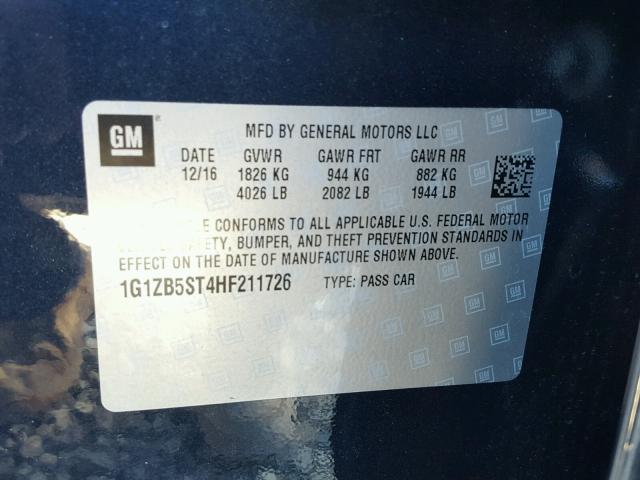 GM
MFD BY GENERAL MOTORS LLC
DATE GVWR GAWR FRT GAWR RR
12/16 1826 KG 944 KG 882 KG
4026 LB 2082 LB 1944 LB
CONFORMS TO ALL APPLICABLE U.S. FEDERAL MOTOR
SAFETY, BUMPER, AND THEFT PREVENTION STANDARDS IN
EFFECT ON THE DATE OF MANUFACTURE SHOWN ABOVE.
1G1ZB5ST4HF211726 TYPE: PASS CAR